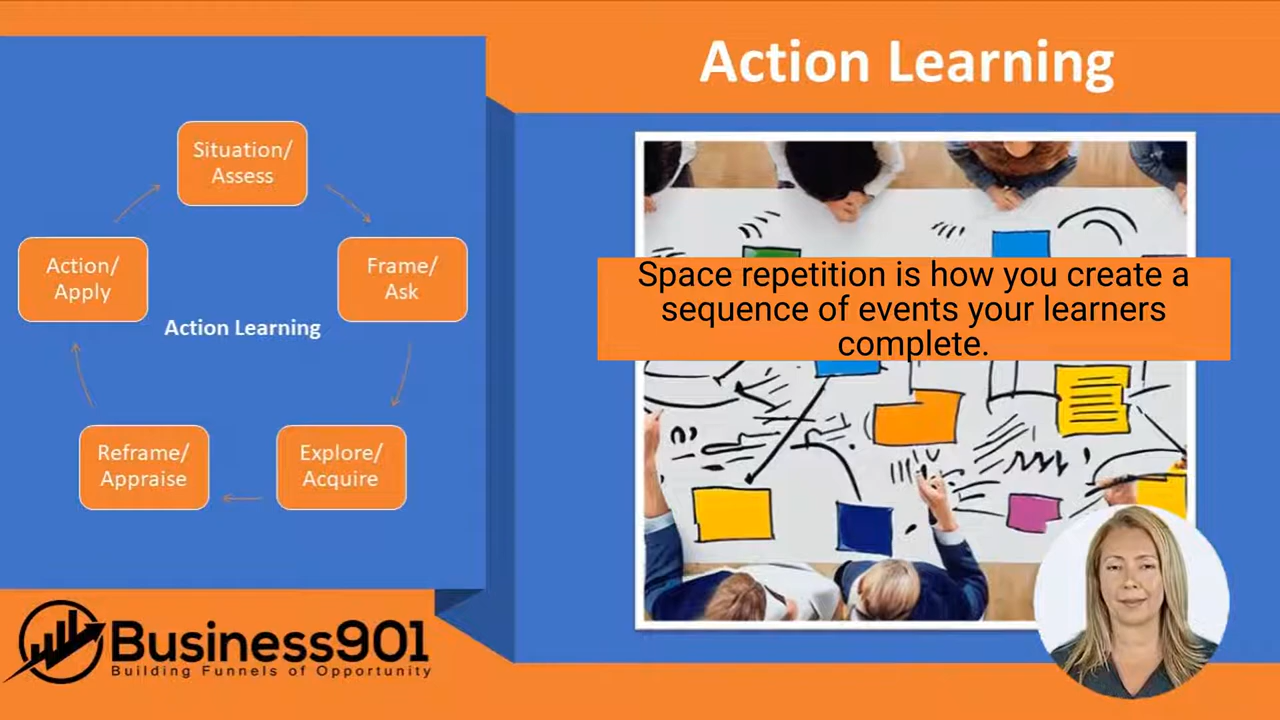 Action Learning
Situation/
Assess
Frame/
Ask
Explore/
Acquire
Reframe/
Appraise
Action/
Apply
Action Learning
Space repetition is how you create a
sequence of events your learners
complete.
Business901
Building Funnels of Opportunity